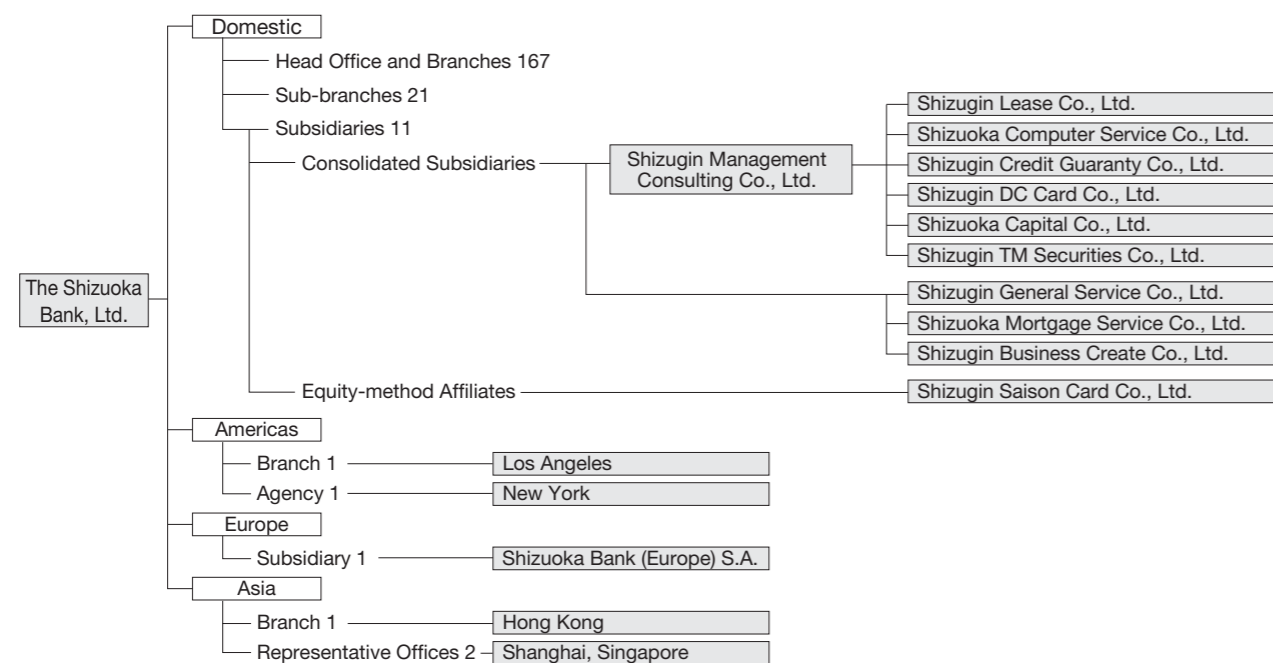 Domestic
Head Office and Branches 167
Sub-branches 21
Subsidiaries 11
Consolidated Subsidiaries
Shizugin Management
Consulting Co., Ltd.
Shizugin Lease Co., Ltd.
Shizuoka Computer Service Co., Ltd.
Shizugin Credit Guaranty Co., Ltd.
Shizugin DC Card Co., Ltd.
Shizuoka Capital Co., Ltd.
Shizugin TM Securities Co., Ltd.
The Shizuoka
Bank, Ltd.
Shizugin General Service Co., Ltd.
Shizuoka Mortgage Service Co., Ltd.
Shizugin Business Create Co., Ltd.
Equity-method Affiliates
Shizugin Saison Card Co., Ltd.
Americas
Branch 1
Los Angeles
Agency 1
New York
Europe
Subsidiary 1
Shizuoka Bank (Europe) S.A.
Asia
Branch 1
Hong Kong
Representative Offices 2
Shanghai, Singapore